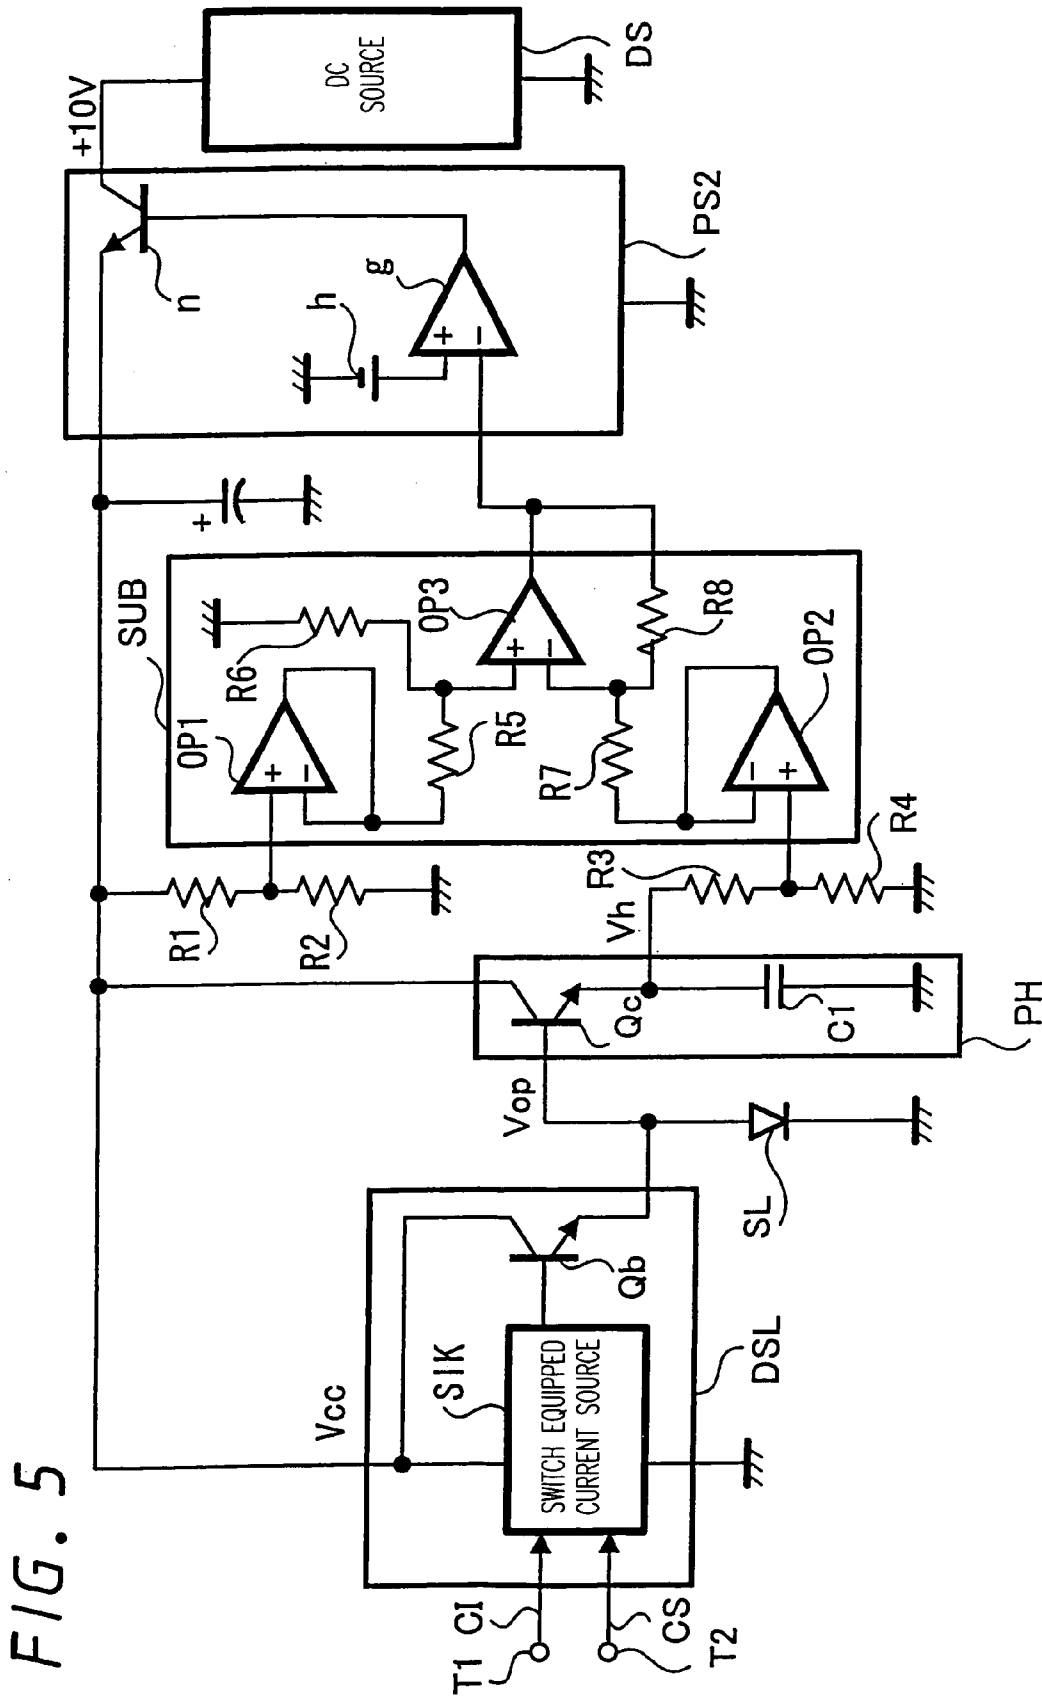 FIG. 5
T1
CI
T2
CS
Vcc
SIK
SWITCH EQUIPPED
CURRENT SOURCE
DSL
Qb
SL
Vop
Qc
C1
PH
Vh
R1
R2
R3
R4
SUB
OP1
+
-
R6
R5
OP3
+
-
R7
R8
OP2
-
+
+
h
g
+
-
n
PS2
+10V
DC
SOURCE
DS